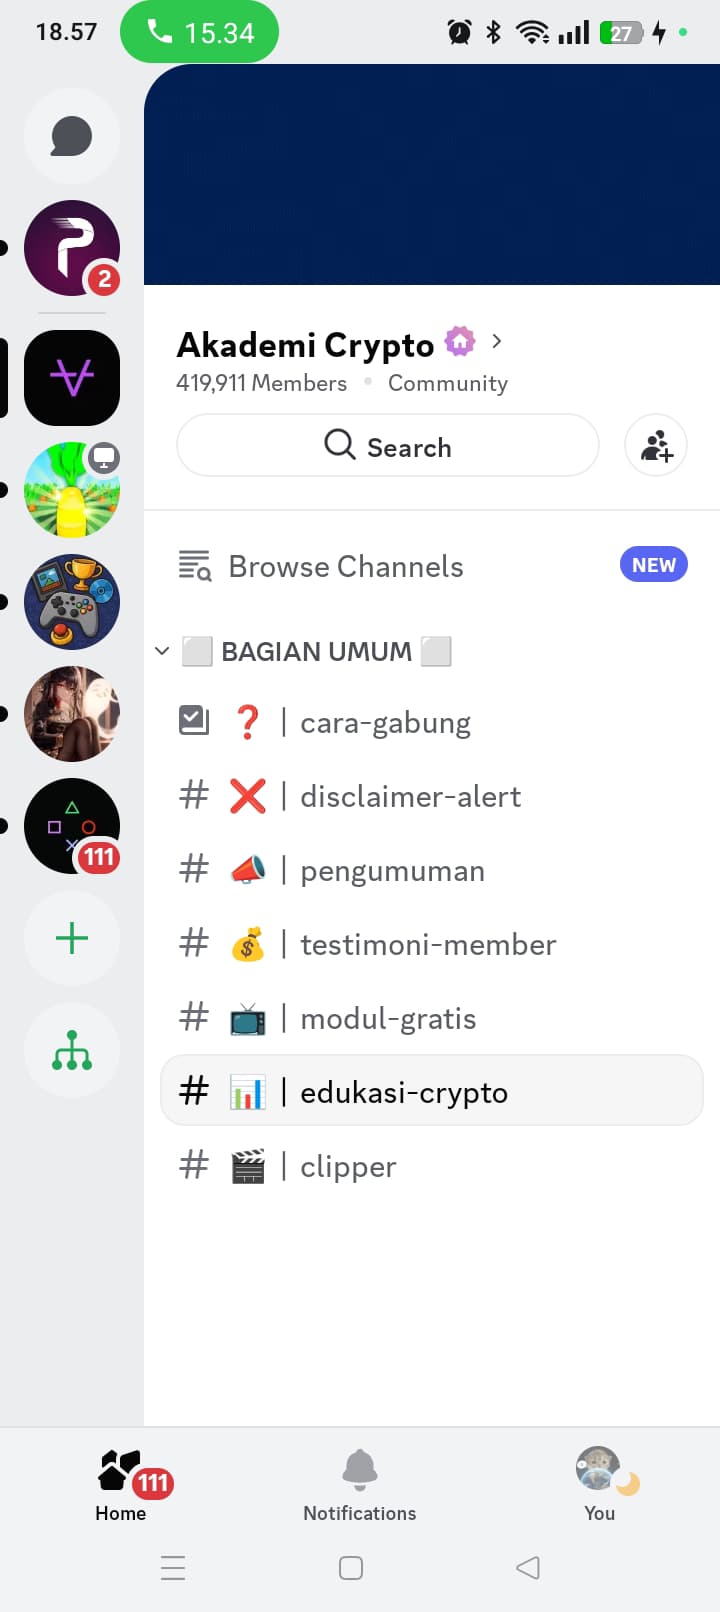 18.57
15.34
27
2
Akademi Crypto
419,911 Members • Community
Search
Browse Channels
NEW
BAGIAN UMUM
❓ | cara-gabung
# ❌ | disclaimer-alert
# 📣 | pengumuman
# 💰 | testimoni-member
# 📺 | modul-gratis
# 📊 | edukasi-crypto
# 🎬 | clipper
111
111
Home
Notifications
You